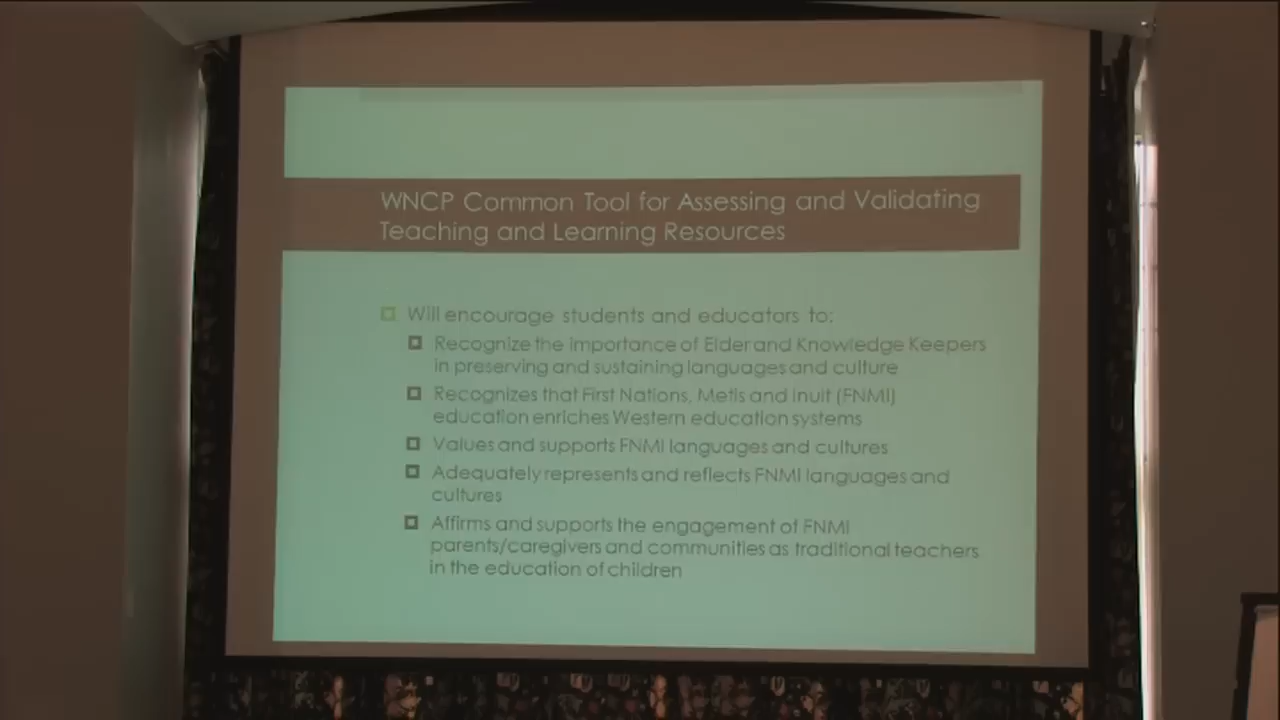 WNCP Common Tool for Assessing and Validating
Teaching and Learning Resources
Will encourage students and educators to:
Recognize the importance of Elder and Knowledge Keepers
in preserving and sustaining languages and culture
Recognizes that First Nations, Metis and Inuit (FNMI)
education enriches Western education systems
Values and supports FNMI languages and cultures
Adequately represents and reflects FNMI languages and
cultures
Affirms and supports the engagement of FNMI
parents/caregivers and communities as traditional teachers
in the education of children